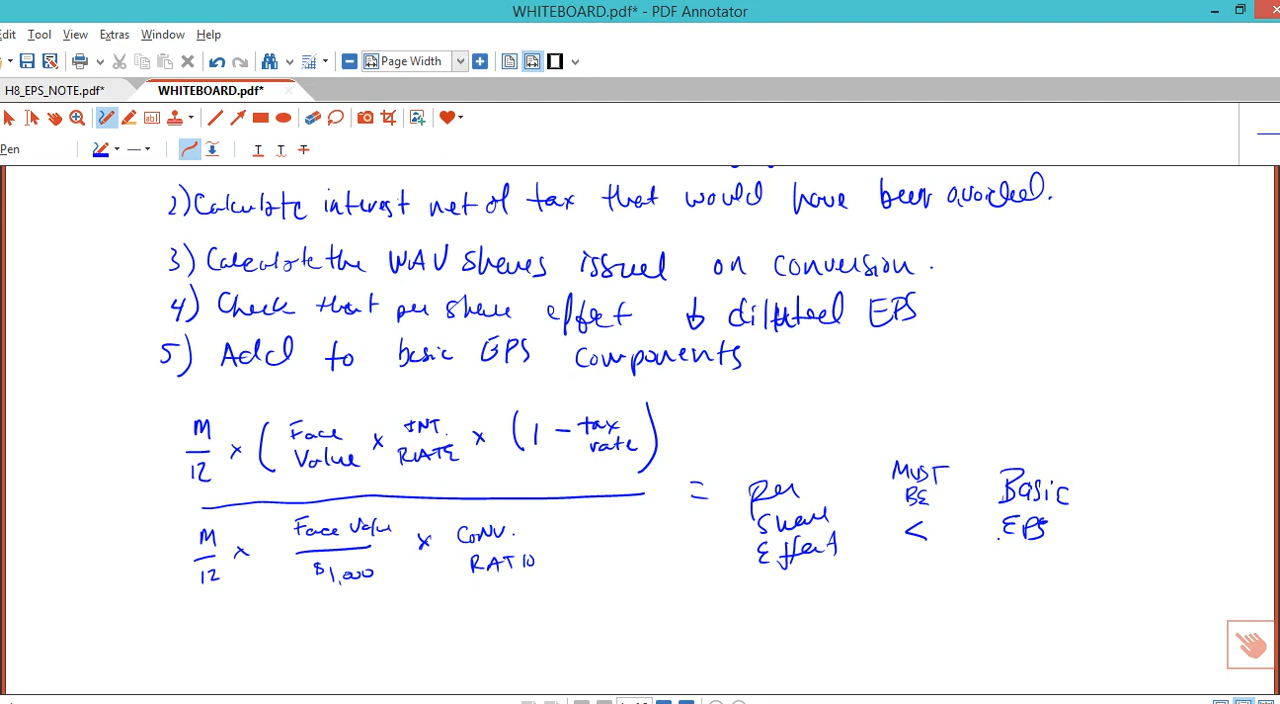 WHITEBOARD.pdf* - PDF Annotator
dit Tool View Extras Window Help
Page Width
H8_EPS_NOTE.pdf* WHITEBOARD.pdf*
Pen
2) Calculate interest net of tax that would have been avoided.
3) Calculate the WAV shares issued on conversion.
4) Check that per share effect ↓ diluted EPS
5) Add to basic EPS components
M/12 × (Face Value × INT. RATE × (1 - tax rate)
M/12 × Face Value/$1,000 × CONV. RATIO
= Per Share Effect MUST BE < Basic EPS